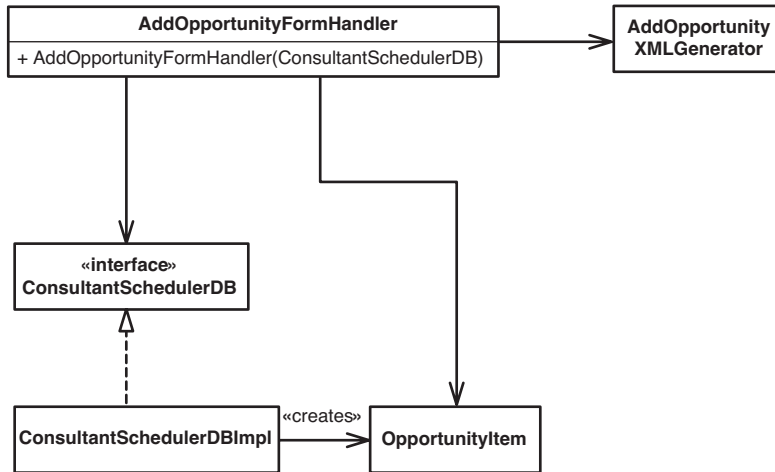 AddOpportunityFormHandler
+ AddOpportunityFormHandler(ConsultantSchedulerDB)
AddOpportunity
XMLGenerator
«interface»
ConsultantSchedulerDB
ConsultantSchedulerDBImpl
«creates»
OpportunityItem